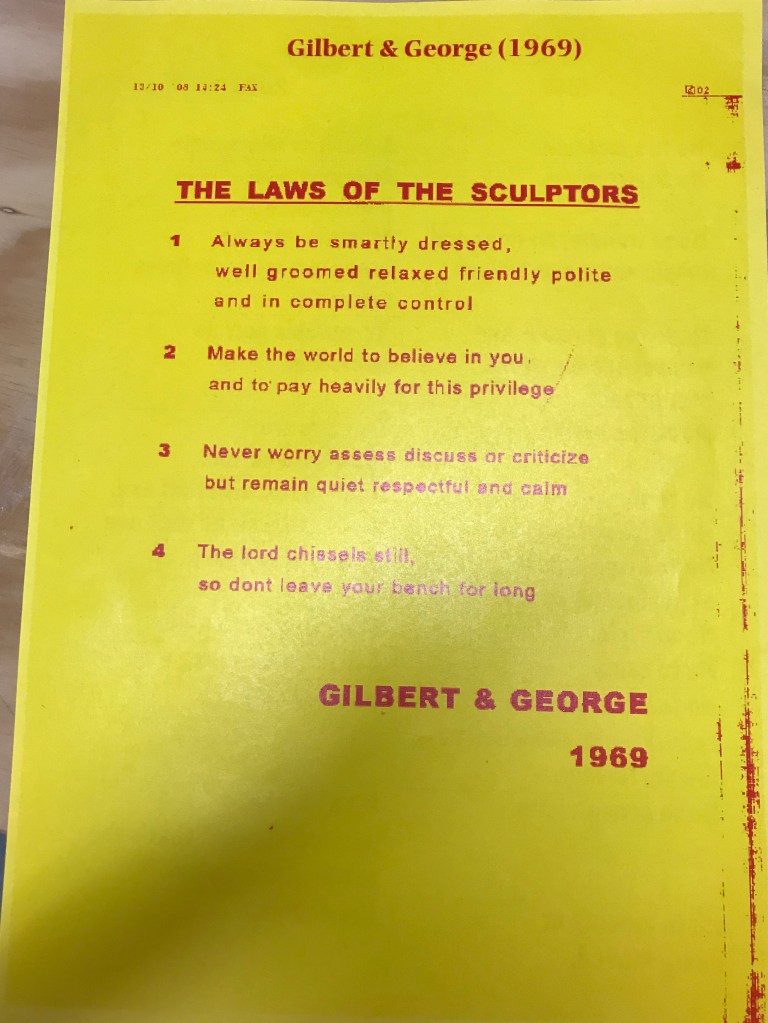 Gilbert & George (1969)
13/10 '08 14:24 FAX
02
THE LAWS OF THE SCULPTORS
1 Always be smartly dressed,
well groomed relaxed friendly polite
and in complete control
2 Make the world to believe in you
and to pay heavily for this privilege
3 Never worry assess discuss or criticize
but remain quiet respectful and calm
4 The lord chissels still,
so dont leave your bench for long
GILBERT & GEORGE
1969